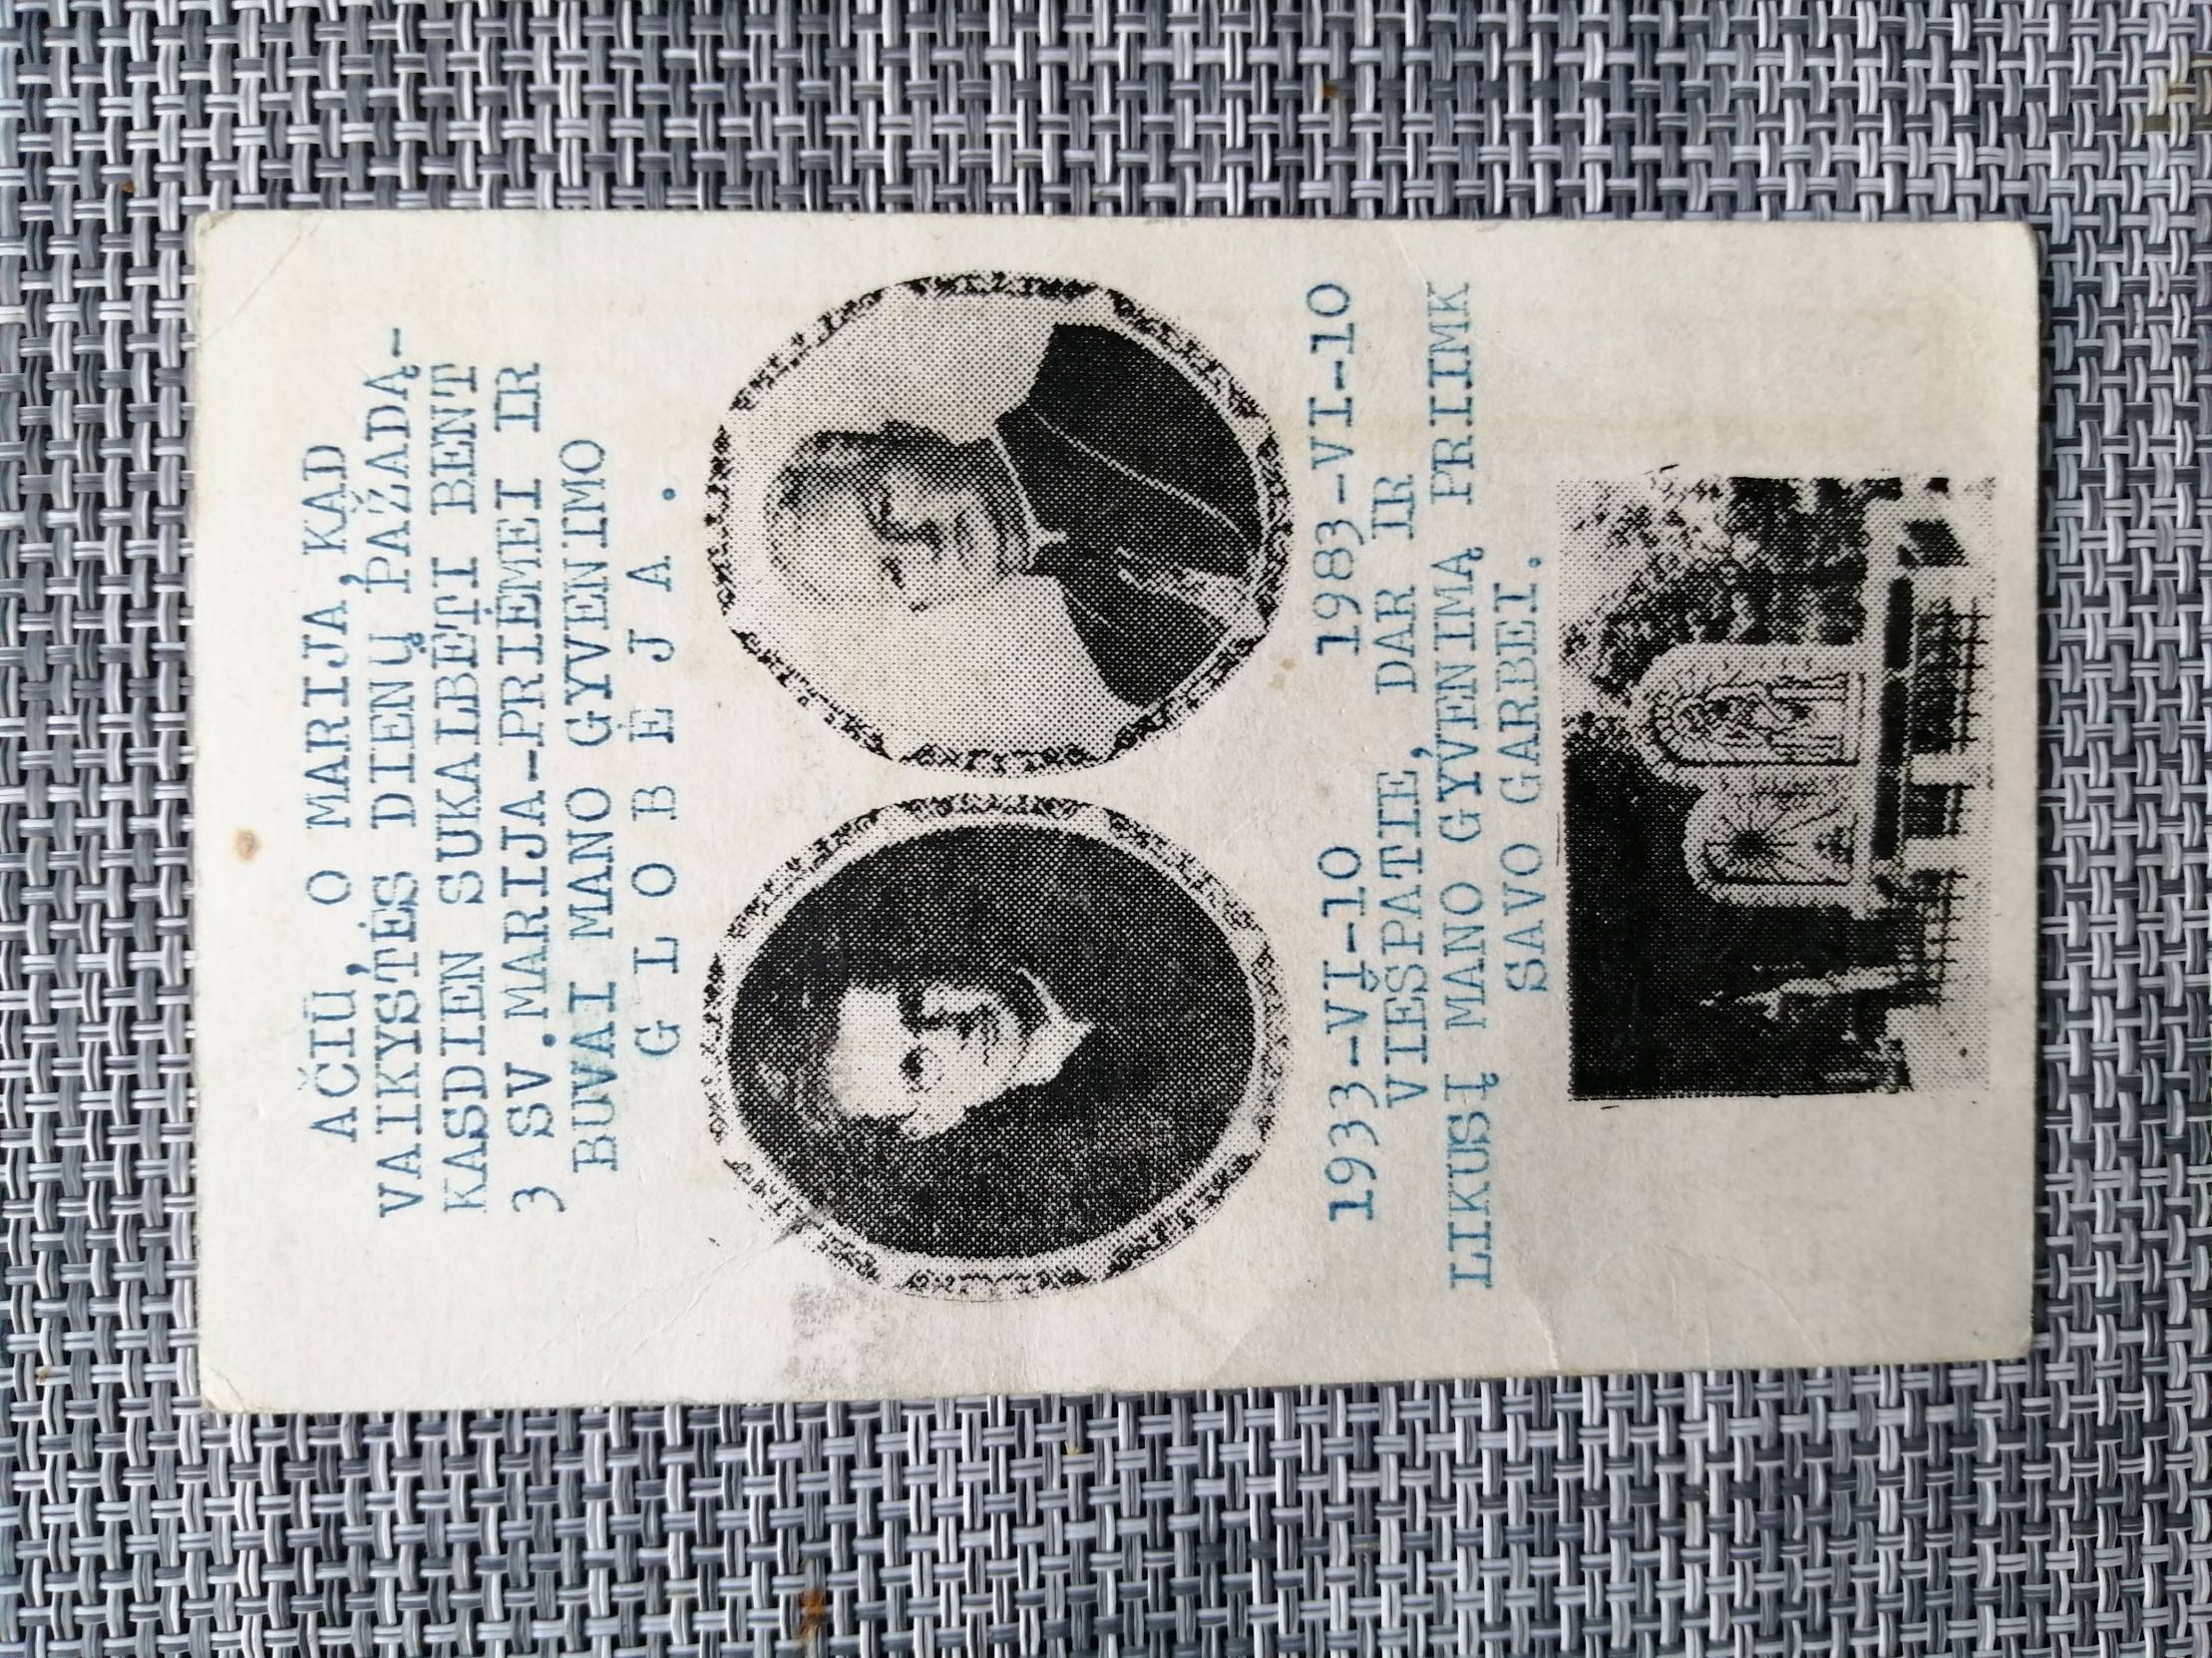 AČIŪ, O MARIJA, KAD
VAIKYSTĖS DIENŲ PAŽADĄ-
KASDIEN SUKALBĖTI BENT
3 SV.MARIJA-PRIĖMEI IR
BUVAI MANO GYVENIMO
G L O B Ė J A .
1933-VI-10 1983-VI-10
VIEŠPATIE, DAR IR
LIKUSĮ MANO GYVENIMĄ PRIIMK
SAVO GARBEI.